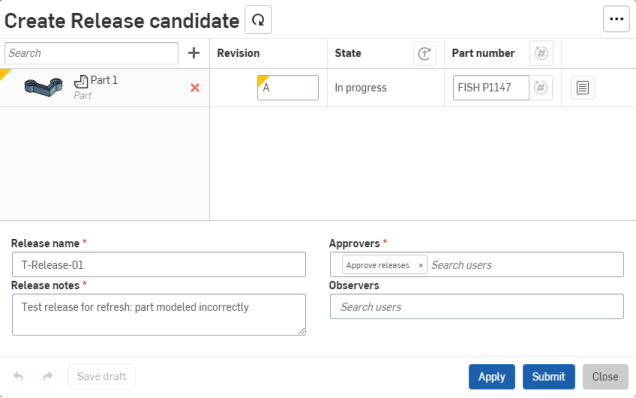 Create Release candidate
Search
Revision
State
Part number
Part 1
Part
A
In progress
FISH P1147
Release name *
T-Release-01
Release notes *
Test release for refresh: part modeled incorrectly
Approvers *
Approve releases × Search users
Observers
Search users
Save draft
Apply
Submit
Close